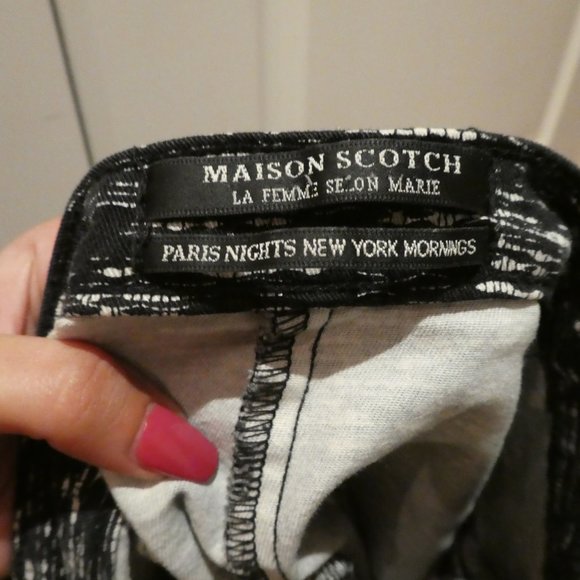 MAISON SCOTCH
LA FEMME SELON MARIE
PARIS NIGHTS NEW YORK MORNINGS